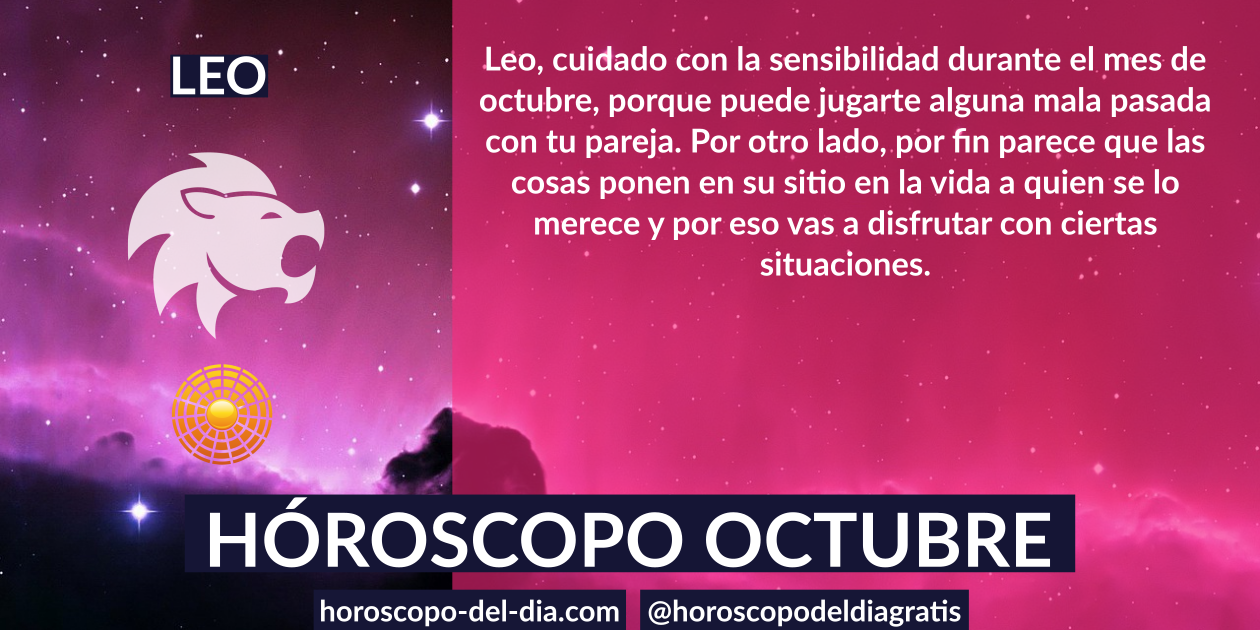 LEO
Leo, cuidado con la sensibilidad durante el mes de
octubre, porque puede jugarte alguna mala pasada
con tu pareja. Por otro lado, por fin parece que las
cosas ponen en su sitio en la vida a quien se lo
merece y por eso vas a disfrutar con ciertas
situaciones.
HÓROSCOPO OCTUBRE
horoscopo-del-dia.com
@horoscopodeldiagratis